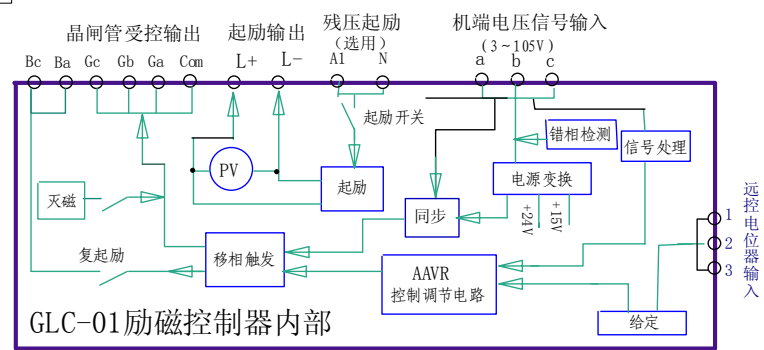 晶闸管受控输出
起励输出
残压起励
(选用)
机端电压信号输入
(3~105V)
Bc Ba Gc Gb Ga Com L+ L- A1 N a b c
起励开关
错相检测
信号处理
PV
起励
电源变换
灭磁
同步
+24V
+15V
远控电位器输入
1
2
3
复起励
移相触发
AAVR
控制调节电路
给定
GLC-01励磁控制器内部